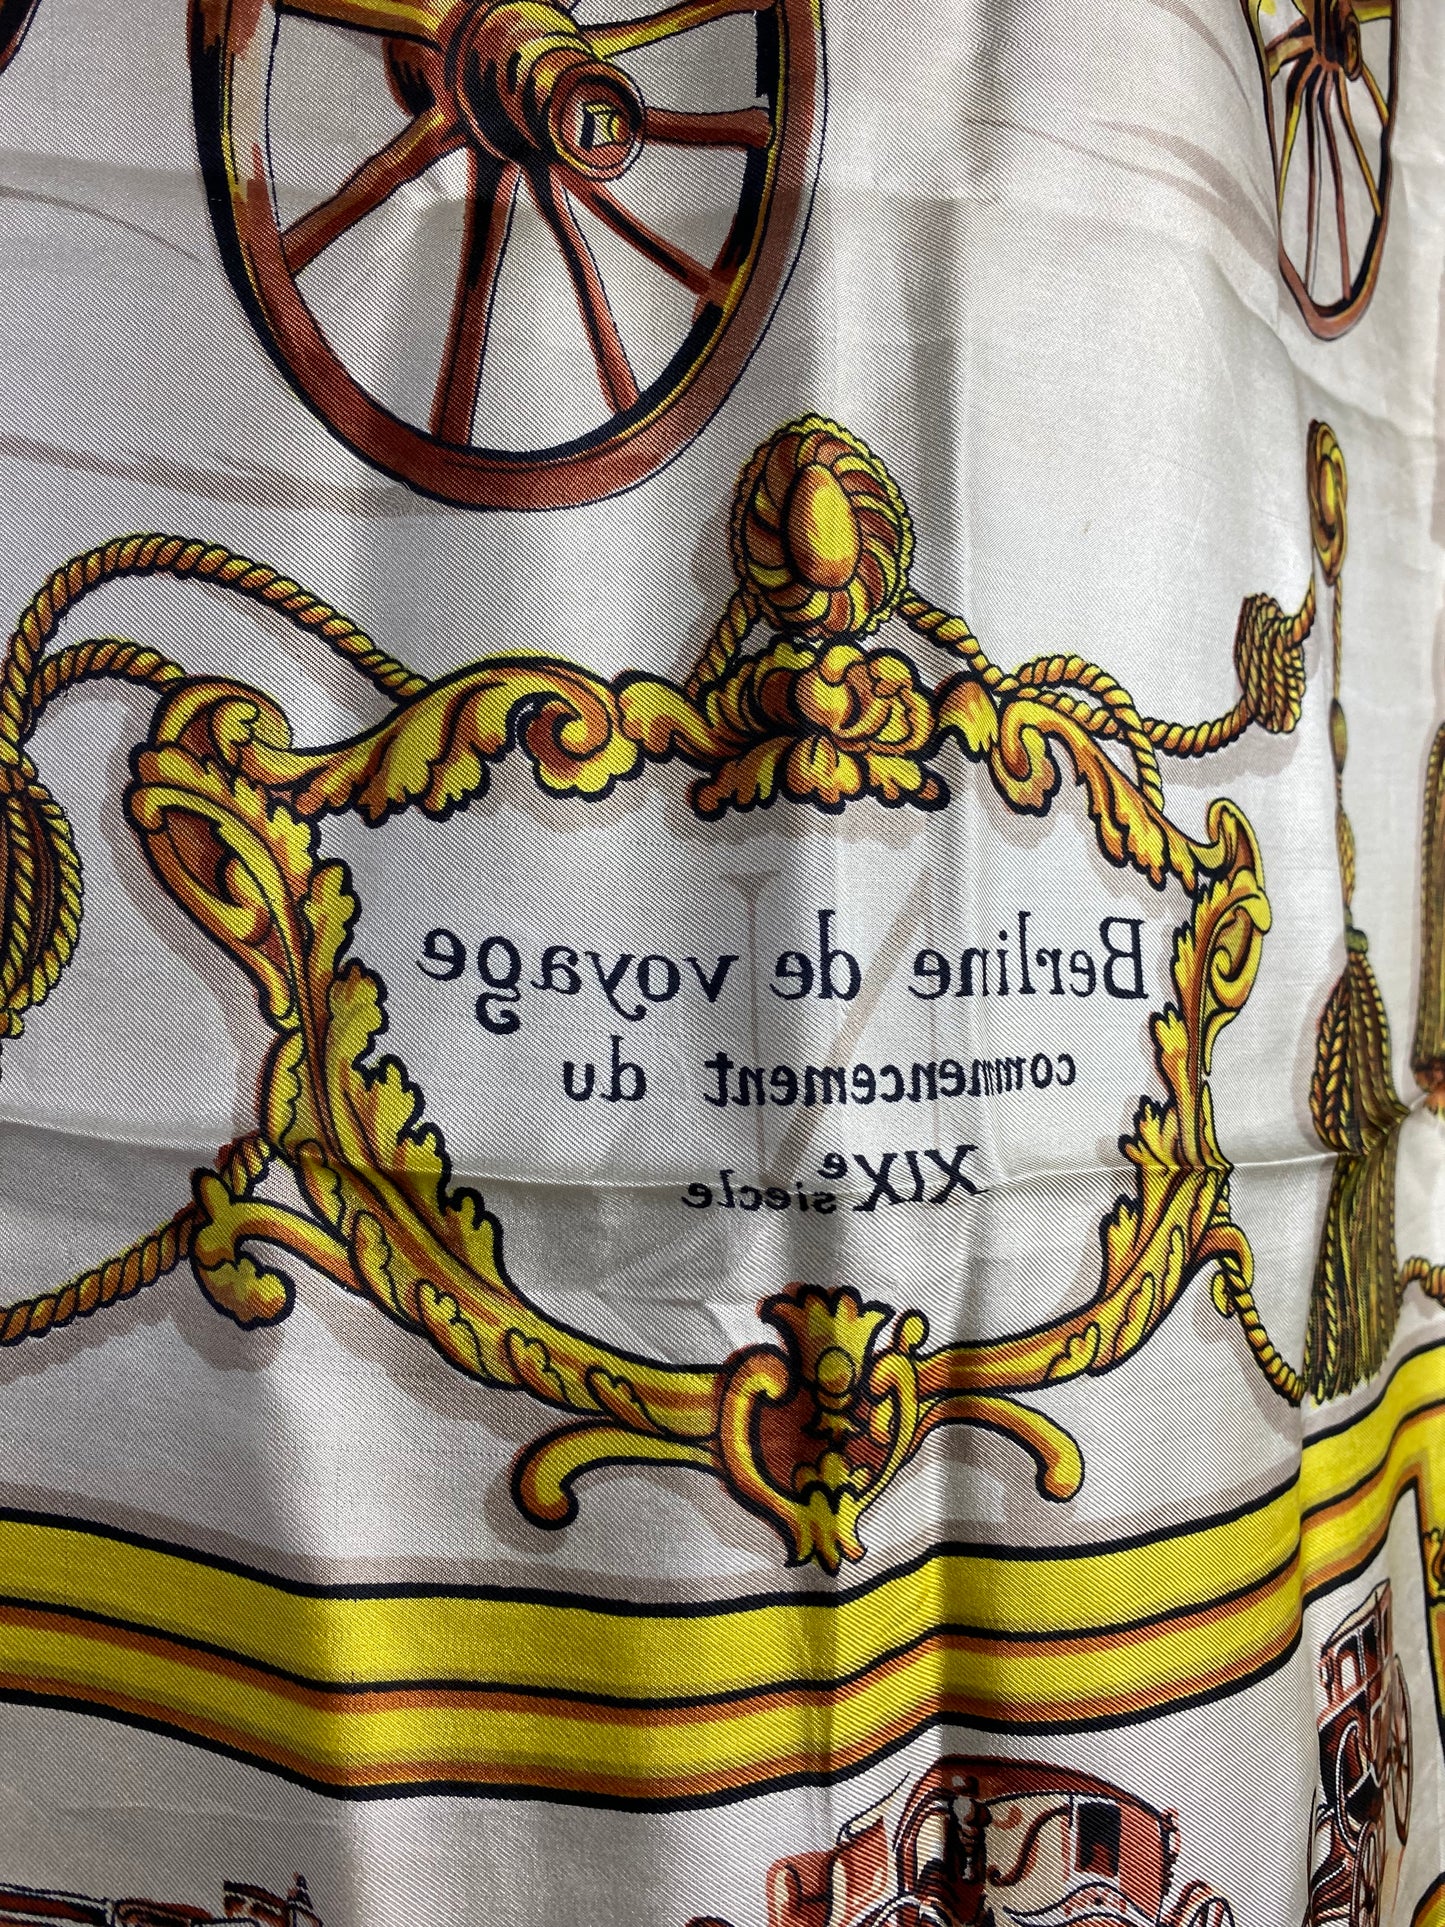 Berline de voyage
commencement du
XIXe siecle